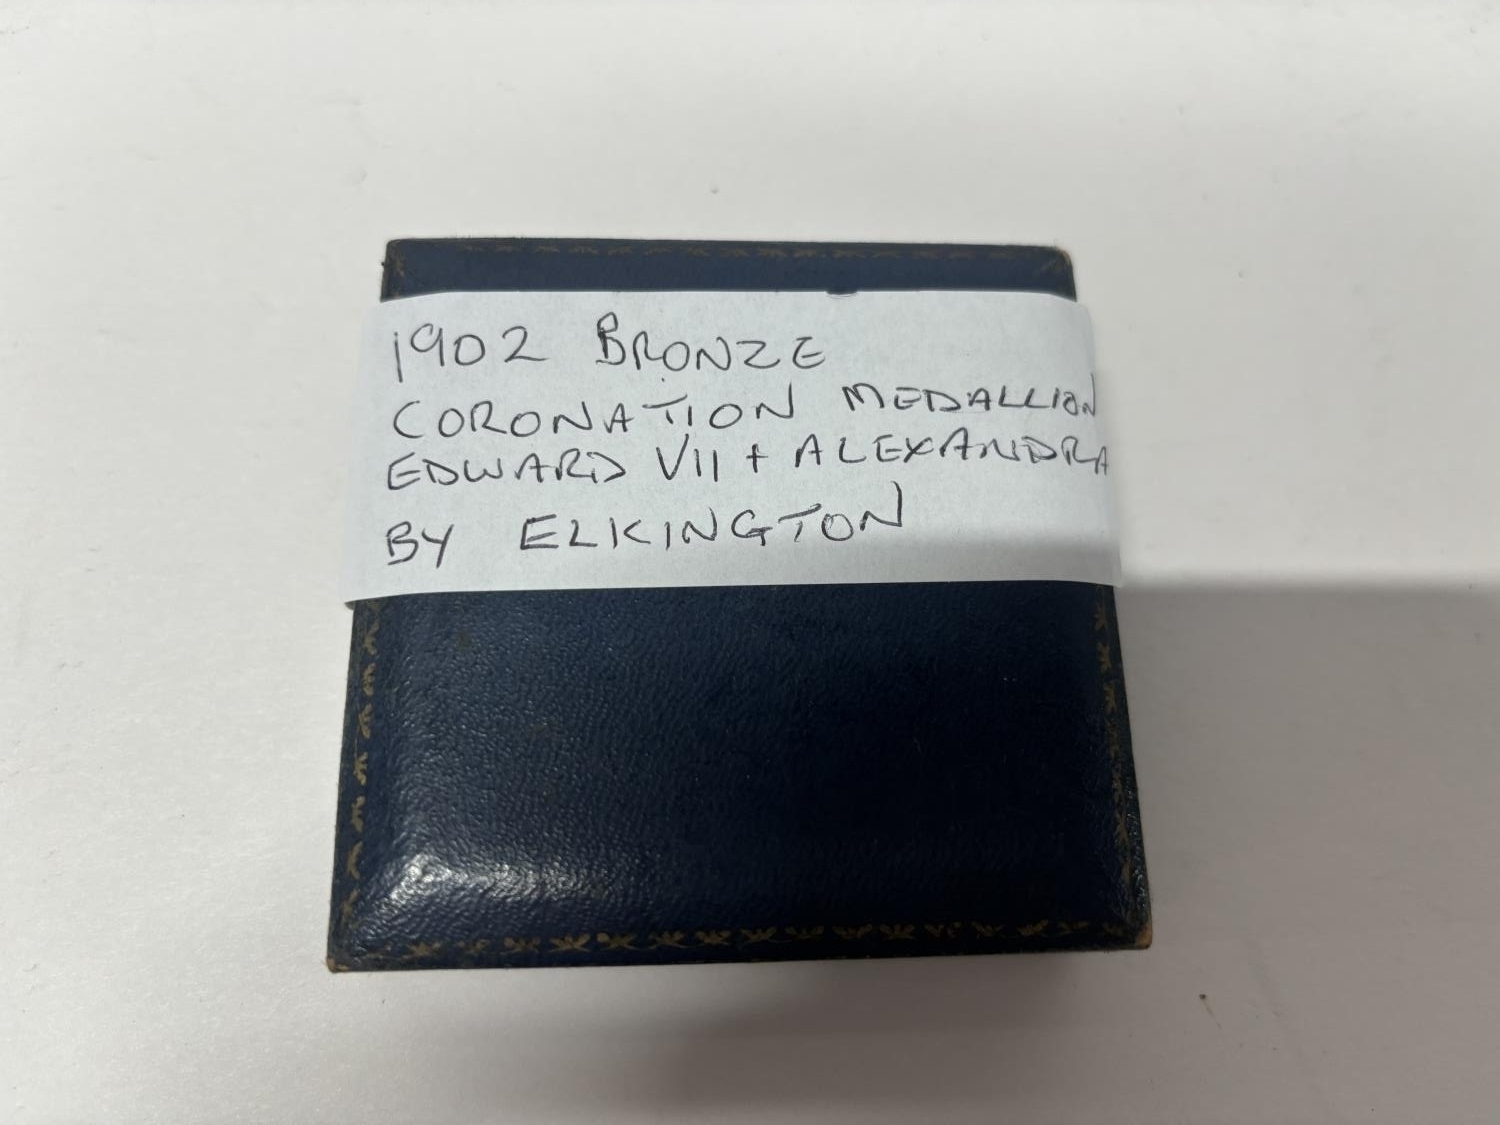 1902 BRONZE
CORONATION MEDALLION
EDWARD VII + ALEXANDRA
BY ELKINGTON